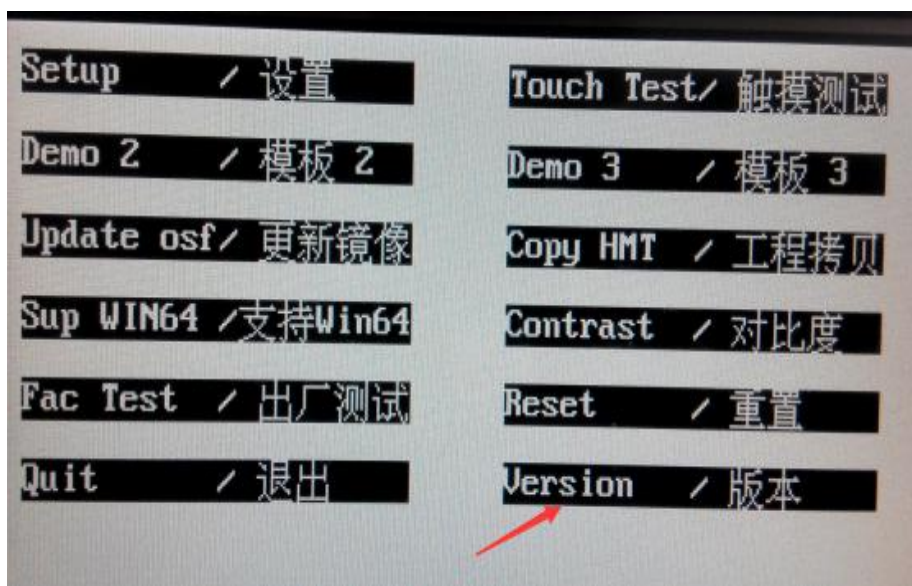 Setup / 设置
Touch Test/ 触摸测试
Demo 2 / 模板 2
Demo 3 / 模板 3
Update osf/ 更新镜像
Copy HMT / 工程拷贝
Sup WIN64 /支持Win64
Contrast / 对比度
Fac Test / 出厂测试
Reset / 重置
Quit / 退出
Version / 版本